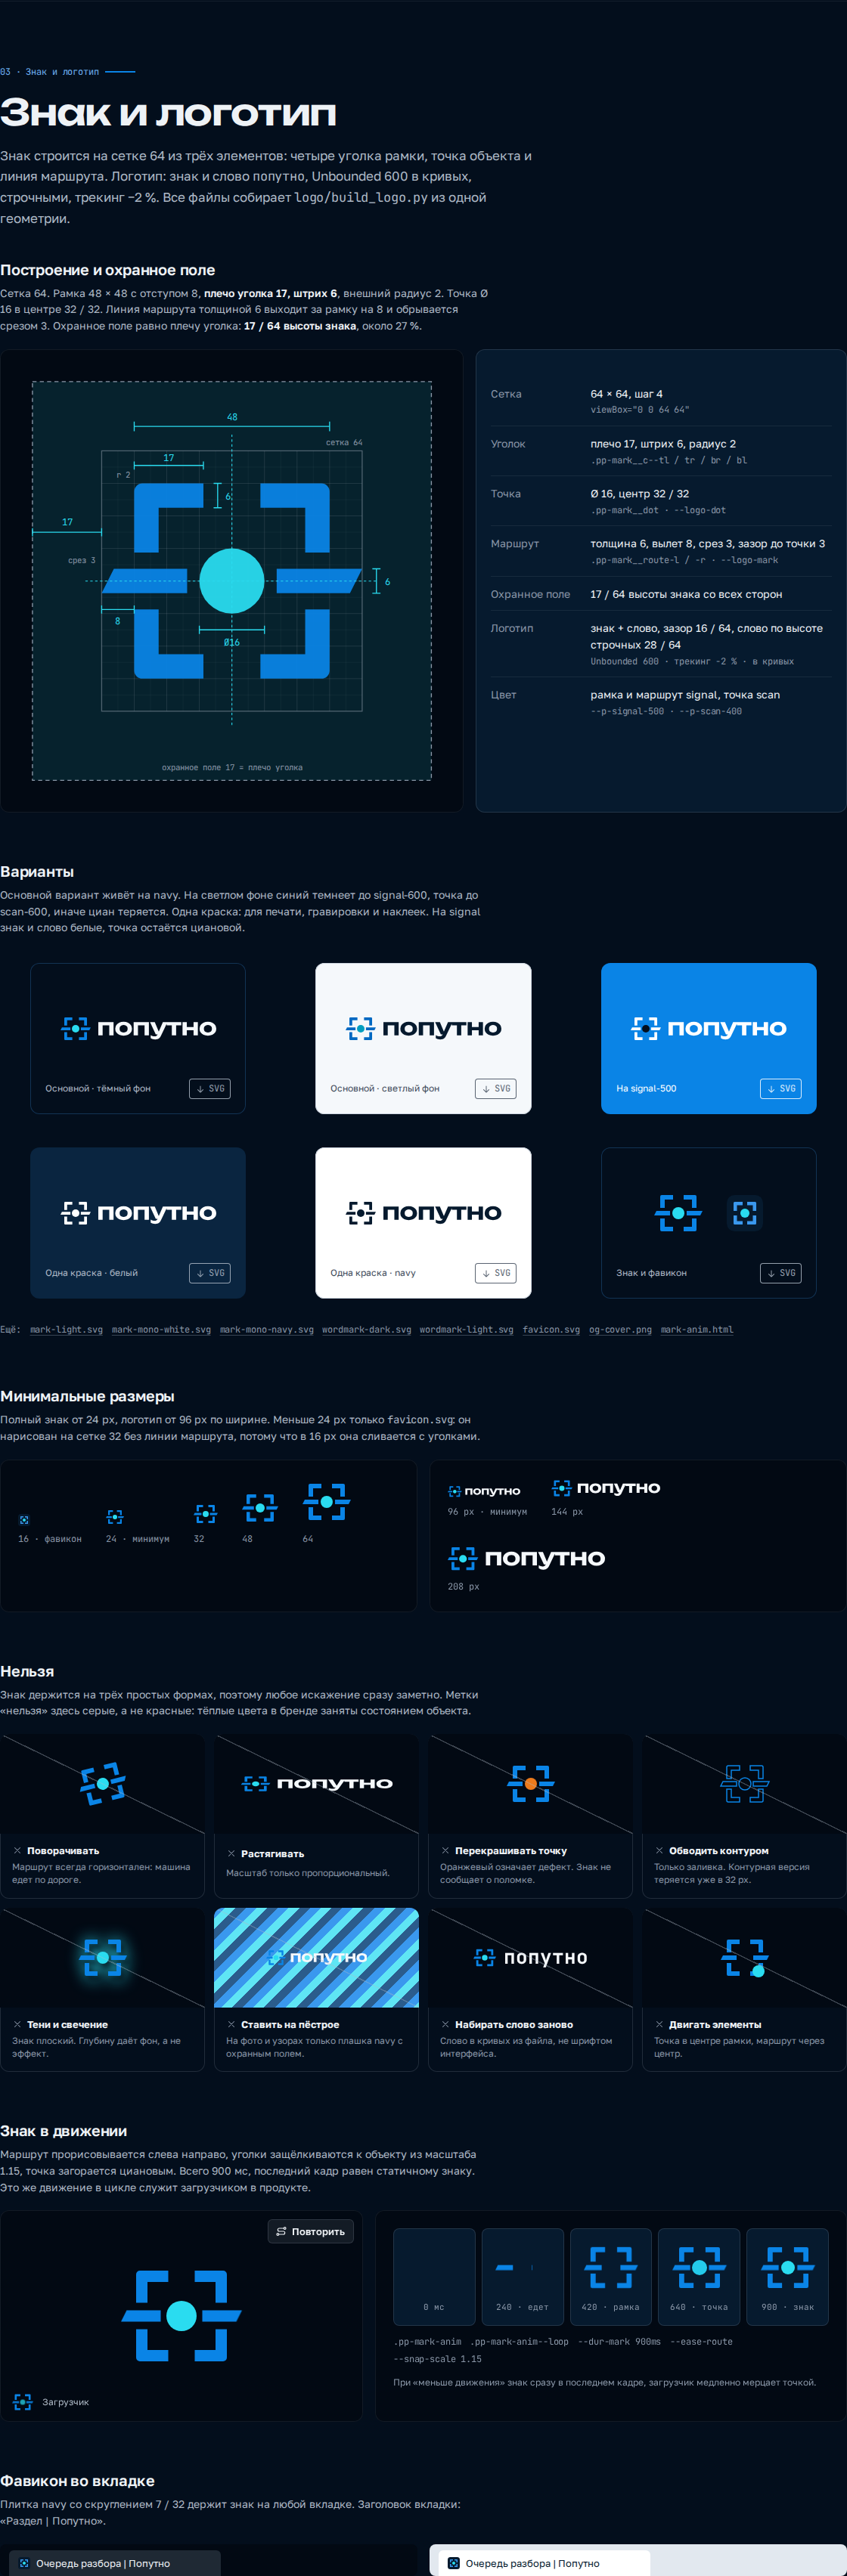 03 · Знак и логотип
Знак и логотип
Знак строится на сетке 64 из трёх элементов: четыре уголка рамки, точка объекта и
линия маршрута. Логотип: знак и слово попутно, Unbounded 600 в кривых,
строчными, трекинг −2 %. Все файлы собирает logo/build_logo.py из одной
геометрии.
Построение и охранное поле
Сетка 64. Рамка 48 × 48 с отступом 8, плечо уголка 17, штрих 6, внешний радиус 2. Точка Ø
16 в центре 32 / 32. Линия маршрута толщиной 6 выходит за рамку на 8 и обрывается
срезом 3. Охранное поле равно плечу уголка: 17 / 64 высоты знака, около 27 %.
48
сетка 64
17
r 2
6
17
срез 3
6
8
Ø16
охранное поле 17 = плечо уголка
Сетка
64 × 64, шаг 4
viewBox="0 0 64 64"
Уголок
плечо 17, штрих 6, радиус 2
.pp-mark__c--tl / tr / br / bl
Точка
Ø 16, центр 32 / 32
.pp-mark__dot · --logo-dot
Маршрут
толщина 6, вылет 8, срез 3, зазор до точки 3
.pp-mark__route-l / -r · --logo-mark
Охранное поле
17 / 64 высоты знака со всех сторон
Логотип
знак + слово, зазор 16 / 64, слово по высоте
строчных 28 / 64
Unbounded 600 · трекинг -2 % · в кривых
Цвет
рамка и маршрут signal, точка scan
--p-signal-500 · --p-scan-400
Варианты
Основной вариант живёт на navy. На светлом фоне синий темнеет до signal-600, точка до
scan-600, иначе циан теряется. Одна краска: для печати, гравировки и наклеек. На signal
знак и слово белые, точка остаётся циановой.
попутно
Основной · тёмный фон
↓ SVG
попутно
Основной · светлый фон
↓ SVG
попутно
На signal-500
↓ SVG
попутно
Одна краска · белый
↓ SVG
попутно
Одна краска · navy
↓ SVG
Знак и фавикон
↓ SVG
Ещё: mark-light.svg mark-mono-white.svg mark-mono-navy.svg wordmark-dark.svg wordmark-light.svg favicon.svg og-cover.png mark-anim.html
Минимальные размеры
Полный знак от 24 px, логотип от 96 px по ширине. Меньше 24 px только favicon.svg: он
нарисован на сетке 32 без линии маршрута, потому что в 16 px она сливается с уголками.
16 · фавикон
24 · минимум
32
48
64
попутно
96 px · минимум
попутно
144 px
попутно
208 px
Нельзя
Знак держится на трёх простых формах, поэтому любое искажение сразу заметно. Метки
«нельзя» здесь серые, а не красные: тёплые цвета в бренде заняты состоянием объекта.
× Поворачивать
Маршрут всегда горизонтален: машина
едет по дороге.
попутно
× Растягивать
Масштаб только пропорциональный.
× Перекрашивать точку
Оранжевый означает дефект. Знак не
сообщает о поломке.
× Обводить контуром
Только заливка. Контурная версия
теряется уже в 32 px.
× Тени и свечение
Знак плоский. Глубину даёт фон, а не
эффект.
попутно
× Ставить на пёстрое
На фото и узорах только плашка navy с
охранным полем.
попутно
× Набирать слово заново
Слово в кривых из файла, не шрифтом
интерфейса.
× Двигать элементы
Точка в центре рамки, маршрут через
центр.
Знак в движении
Маршрут прорисовывается слева направо, уголки защёлкиваются к объекту из масштаба
1.15, точка загорается циановым. Всего 900 мс, последний кадр равен статичному знаку.
Это же движение в цикле служит загрузчиком в продукте.
Повторить
Загрузчик
0 мс
240 · едет
420 · рамка
640 · точка
900 · знак
.pp-mark-anim .pp-mark-anim--loop --dur-mark 900ms --ease-route
--snap-scale 1.15
При «меньше движения» знак сразу в последнем кадре, загрузчик медленно мерцает точкой.
Фавикон во вкладке
Плитка navy со скруглением 7 / 32 держит знак на любой вкладке. Заголовок вкладки:
«Раздел | Попутно».
Очередь разбора | Попутно
Очередь разбора | Попутно